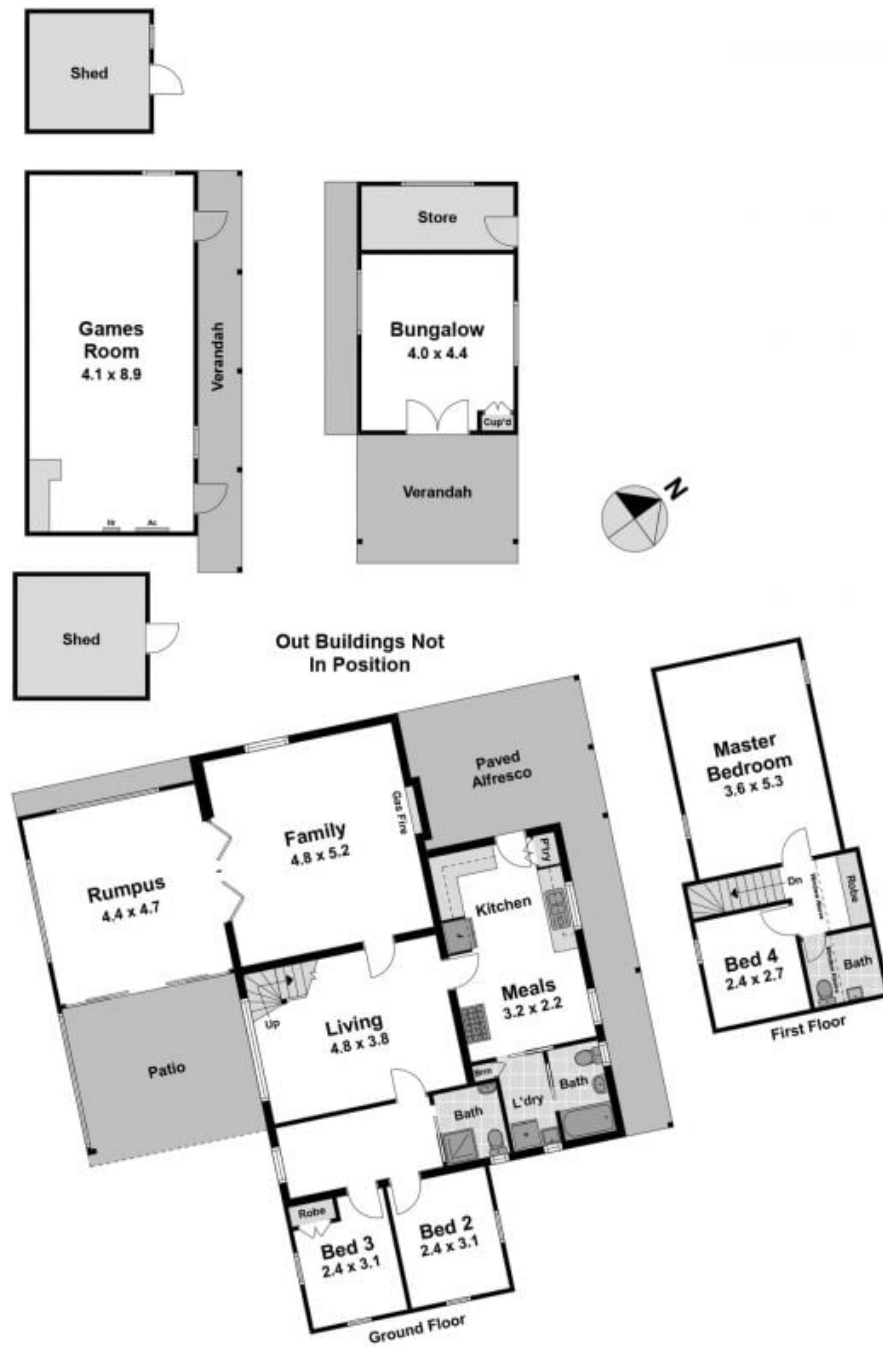 Shed
Games
Room
4.1 x 8.9
Verandah
Hr
Ac
Store
Bungalow
4.0 x 4.4
Cup'd
Verandah
N
Shed
Out Buildings Not
In Position
Paved
Alfresco
Gas Fire
Family
4.8 x 5.2
Rumpus
4.4 x 4.7
P'try
Kitchen
Meals
3.2 x 2.2
Up
Living
4.8 x 3.8
Patio
Brm
L'dry
Bath
Bath
Robe
Bed 3
2.4 x 3.1
Bed 2
2.4 x 3.1
Ground Floor
Master
Bedroom
3.6 x 5.3
Dn
Robe
Bed 4
2.4 x 2.7
Bath
First Floor